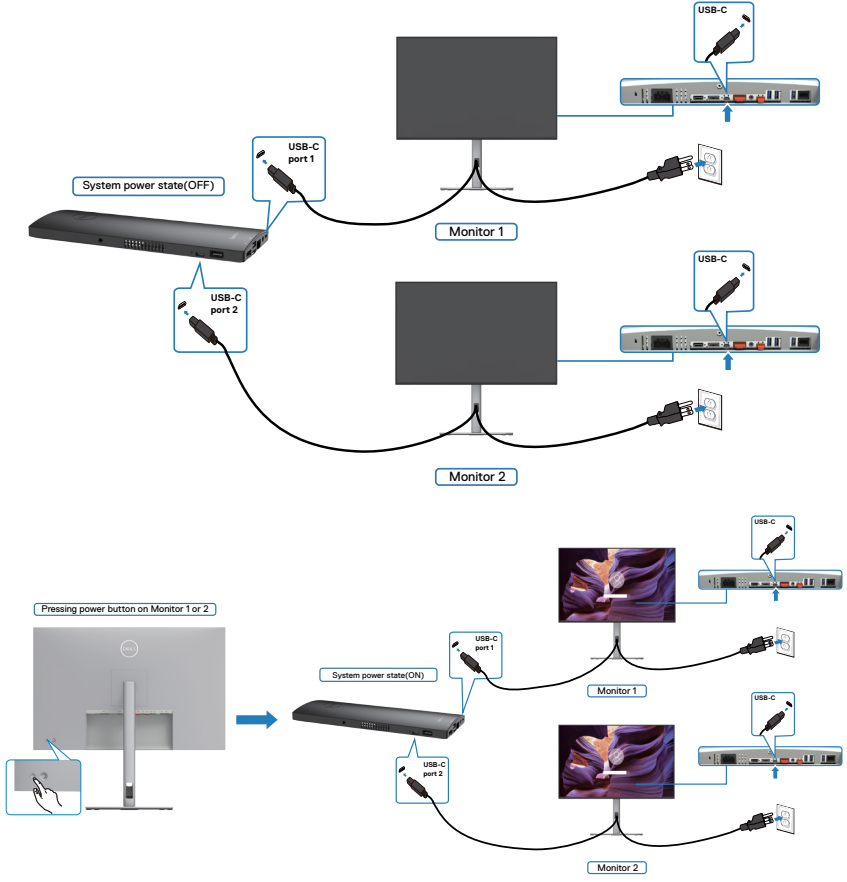 USB-C
USB-C
port 1
System power state(OFF)
Monitor 1
USB-C
USB-C
port 2
Monitor 2
USB-C
Pressing power button on Monitor 1 or 2
DELL
USB-C
port 1
System power state(ON)
Monitor 1
USB-C
USB-C
port 2
Monitor 2